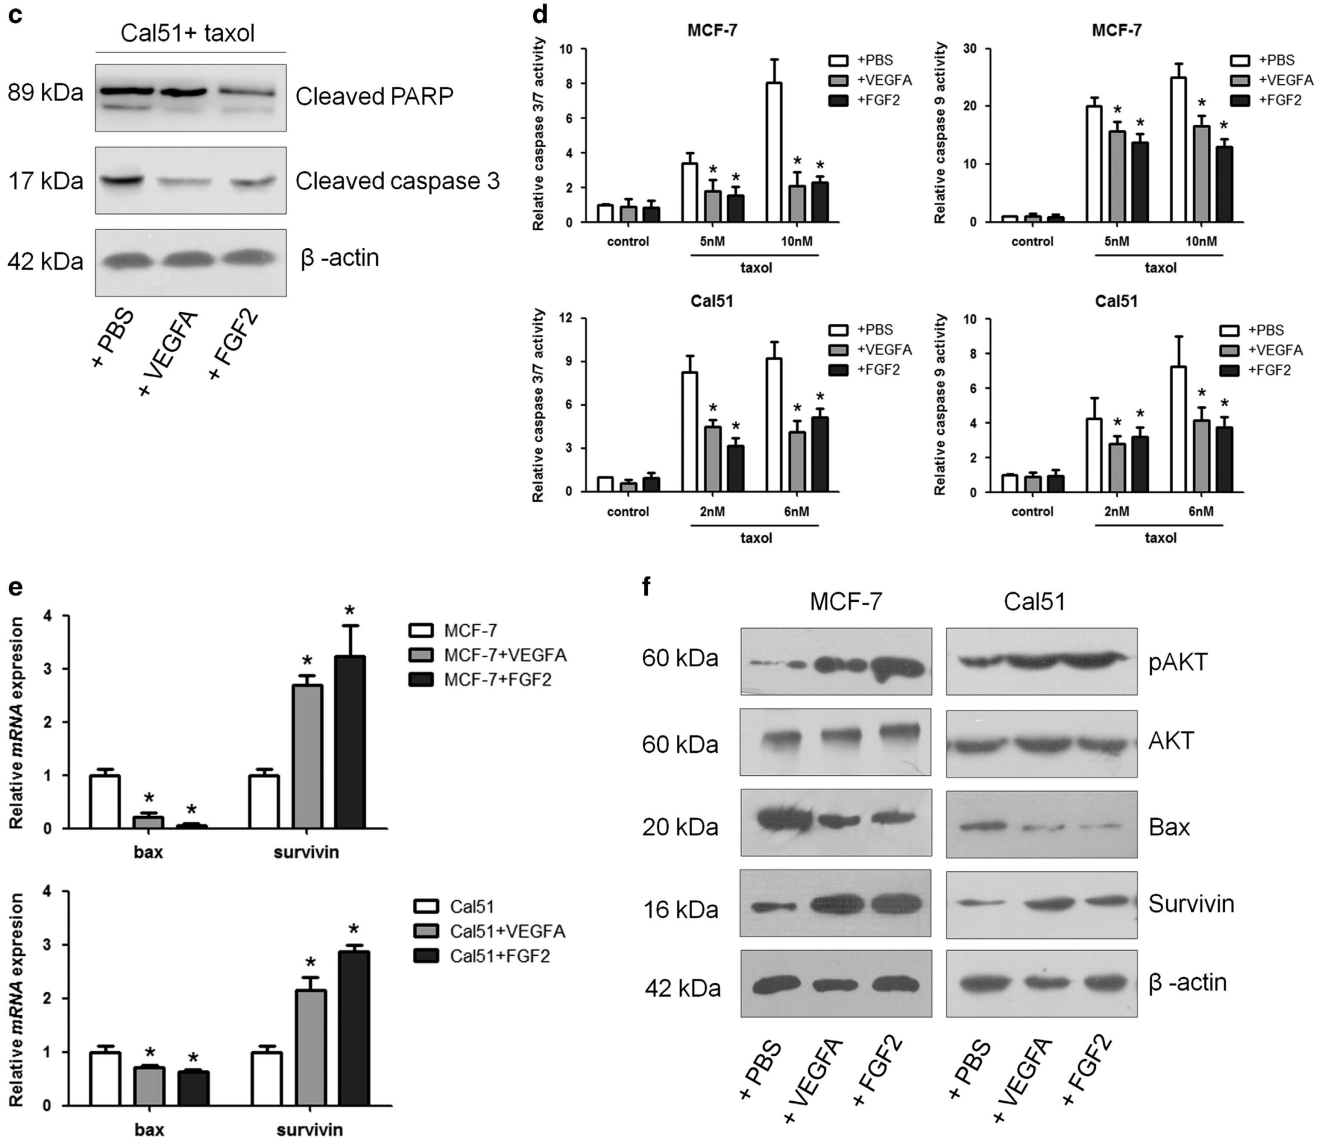 c
Cal51+ taxol
89 kDa
Cleaved PARP
17 kDa
Cleaved caspase 3
42 kDa
β -actin
+ PBS
+ VEGFA
+ FGF2
d
MCF-7
Relative caspase 3/7 activity
10
8
6
4
2
0
+PBS
+VEGFA
+FGF2
* * * *
control 5nM 10nM
taxol
MCF-7
Relative caspase 9 activity
30
20
10
0
+PBS
+VEGFA
+FGF2
* * * *
control 5nM 10nM
taxol
Cal51
Relative caspase 3/7 activity
12
9
6
3
0
+PBS
+VEGFA
+FGF2
* * * *
control 2nM 6nM
taxol
Cal51
Relative caspase 9 activity
10
8
6
4
2
0
+PBS
+VEGFA
+FGF2
* * * *
control 2nM 6nM
taxol
e
Relative mRNA expresion
4
3
2
1
0
* * * *
MCF-7
MCF-7+VEGFA
MCF-7+FGF2
bax survivin
Relative mRNA expresion
4
3
2
1
0
* * * *
Cal51
Cal51+VEGFA
Cal51+FGF2
bax survivin
f
MCF-7 Cal51
60 kDa
pAKT
60 kDa
AKT
20 kDa
Bax
16 kDa
Survivin
42 kDa
β -actin
+ PBS
+ VEGFA
+ FGF2
+ PBS
+ VEGFA
+ FGF2